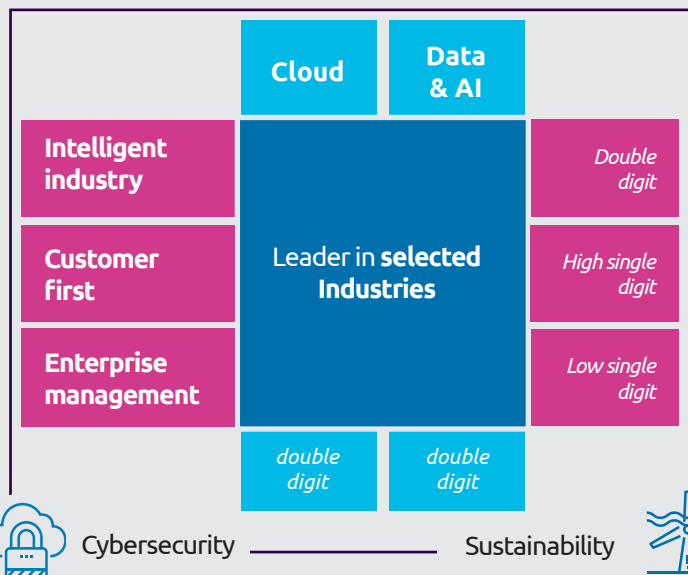 Cloud
Data
& AI
Intelligent
industry
Double
digit
Customer
first
Leader in selected
Industries
High single
digit
Enterprise
management
Low single
digit
double
digit
double
digit
Cybersecurity
Sustainability